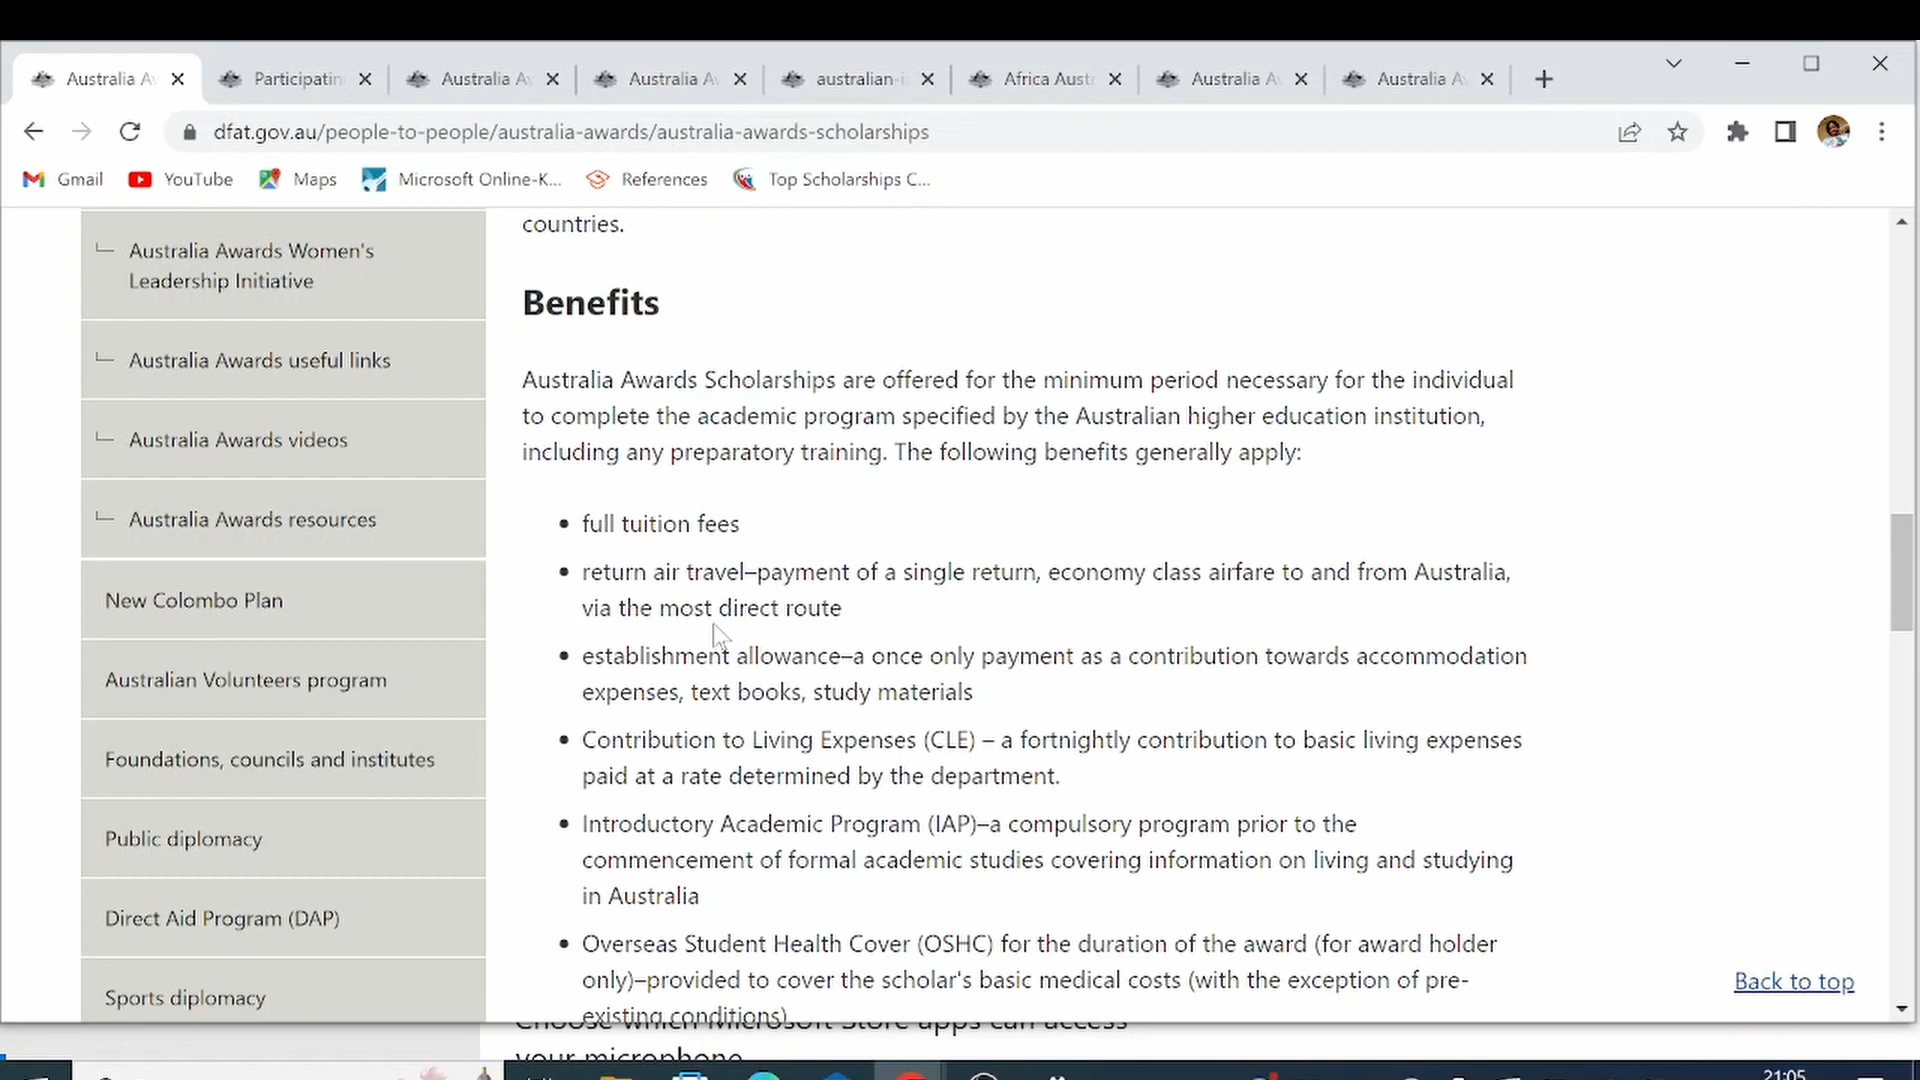 Australia A
Participatin
Australia A
Australia A
australian-i
Africa Aust
Australia A
Australia A
dfat.gov.au/people-to-people/australia-awards/australia-awards-scholarships
Gmail
YouTube
Maps
Microsoft Online-K...
References
Top Scholarships C...
Australia Awards Women's
Leadership Initiative
Australia Awards useful links
Australia Awards videos
Australia Awards resources
New Colombo Plan
Australian Volunteers program
Foundations, councils and institutes
Public diplomacy
Direct Aid Program (DAP)
Sports diplomacy
countries.
Benefits
Australia Awards Scholarships are offered for the minimum period necessary for the individual
to complete the academic program specified by the Australian higher education institution,
including any preparatory training. The following benefits generally apply:
• full tuition fees
• return air travel–payment of a single return, economy class airfare to and from Australia,
via the most direct route
• establishment allowance–a once only payment as a contribution towards accommodation
expenses, text books, study materials
• Contribution to Living Expenses (CLE) – a fortnightly contribution to basic living expenses
paid at a rate determined by the department.
• Introductory Academic Program (IAP)–a compulsory program prior to the
commencement of formal academic studies covering information on living and studying
in Australia
• Overseas Student Health Cover (OSHC) for the duration of the award (for award holder
only)–provided to cover the scholar's basic medical costs (with the exception of pre-
existing conditions)
Back to top
Choose which Microsoft Store apps can access
your microphone
21:05